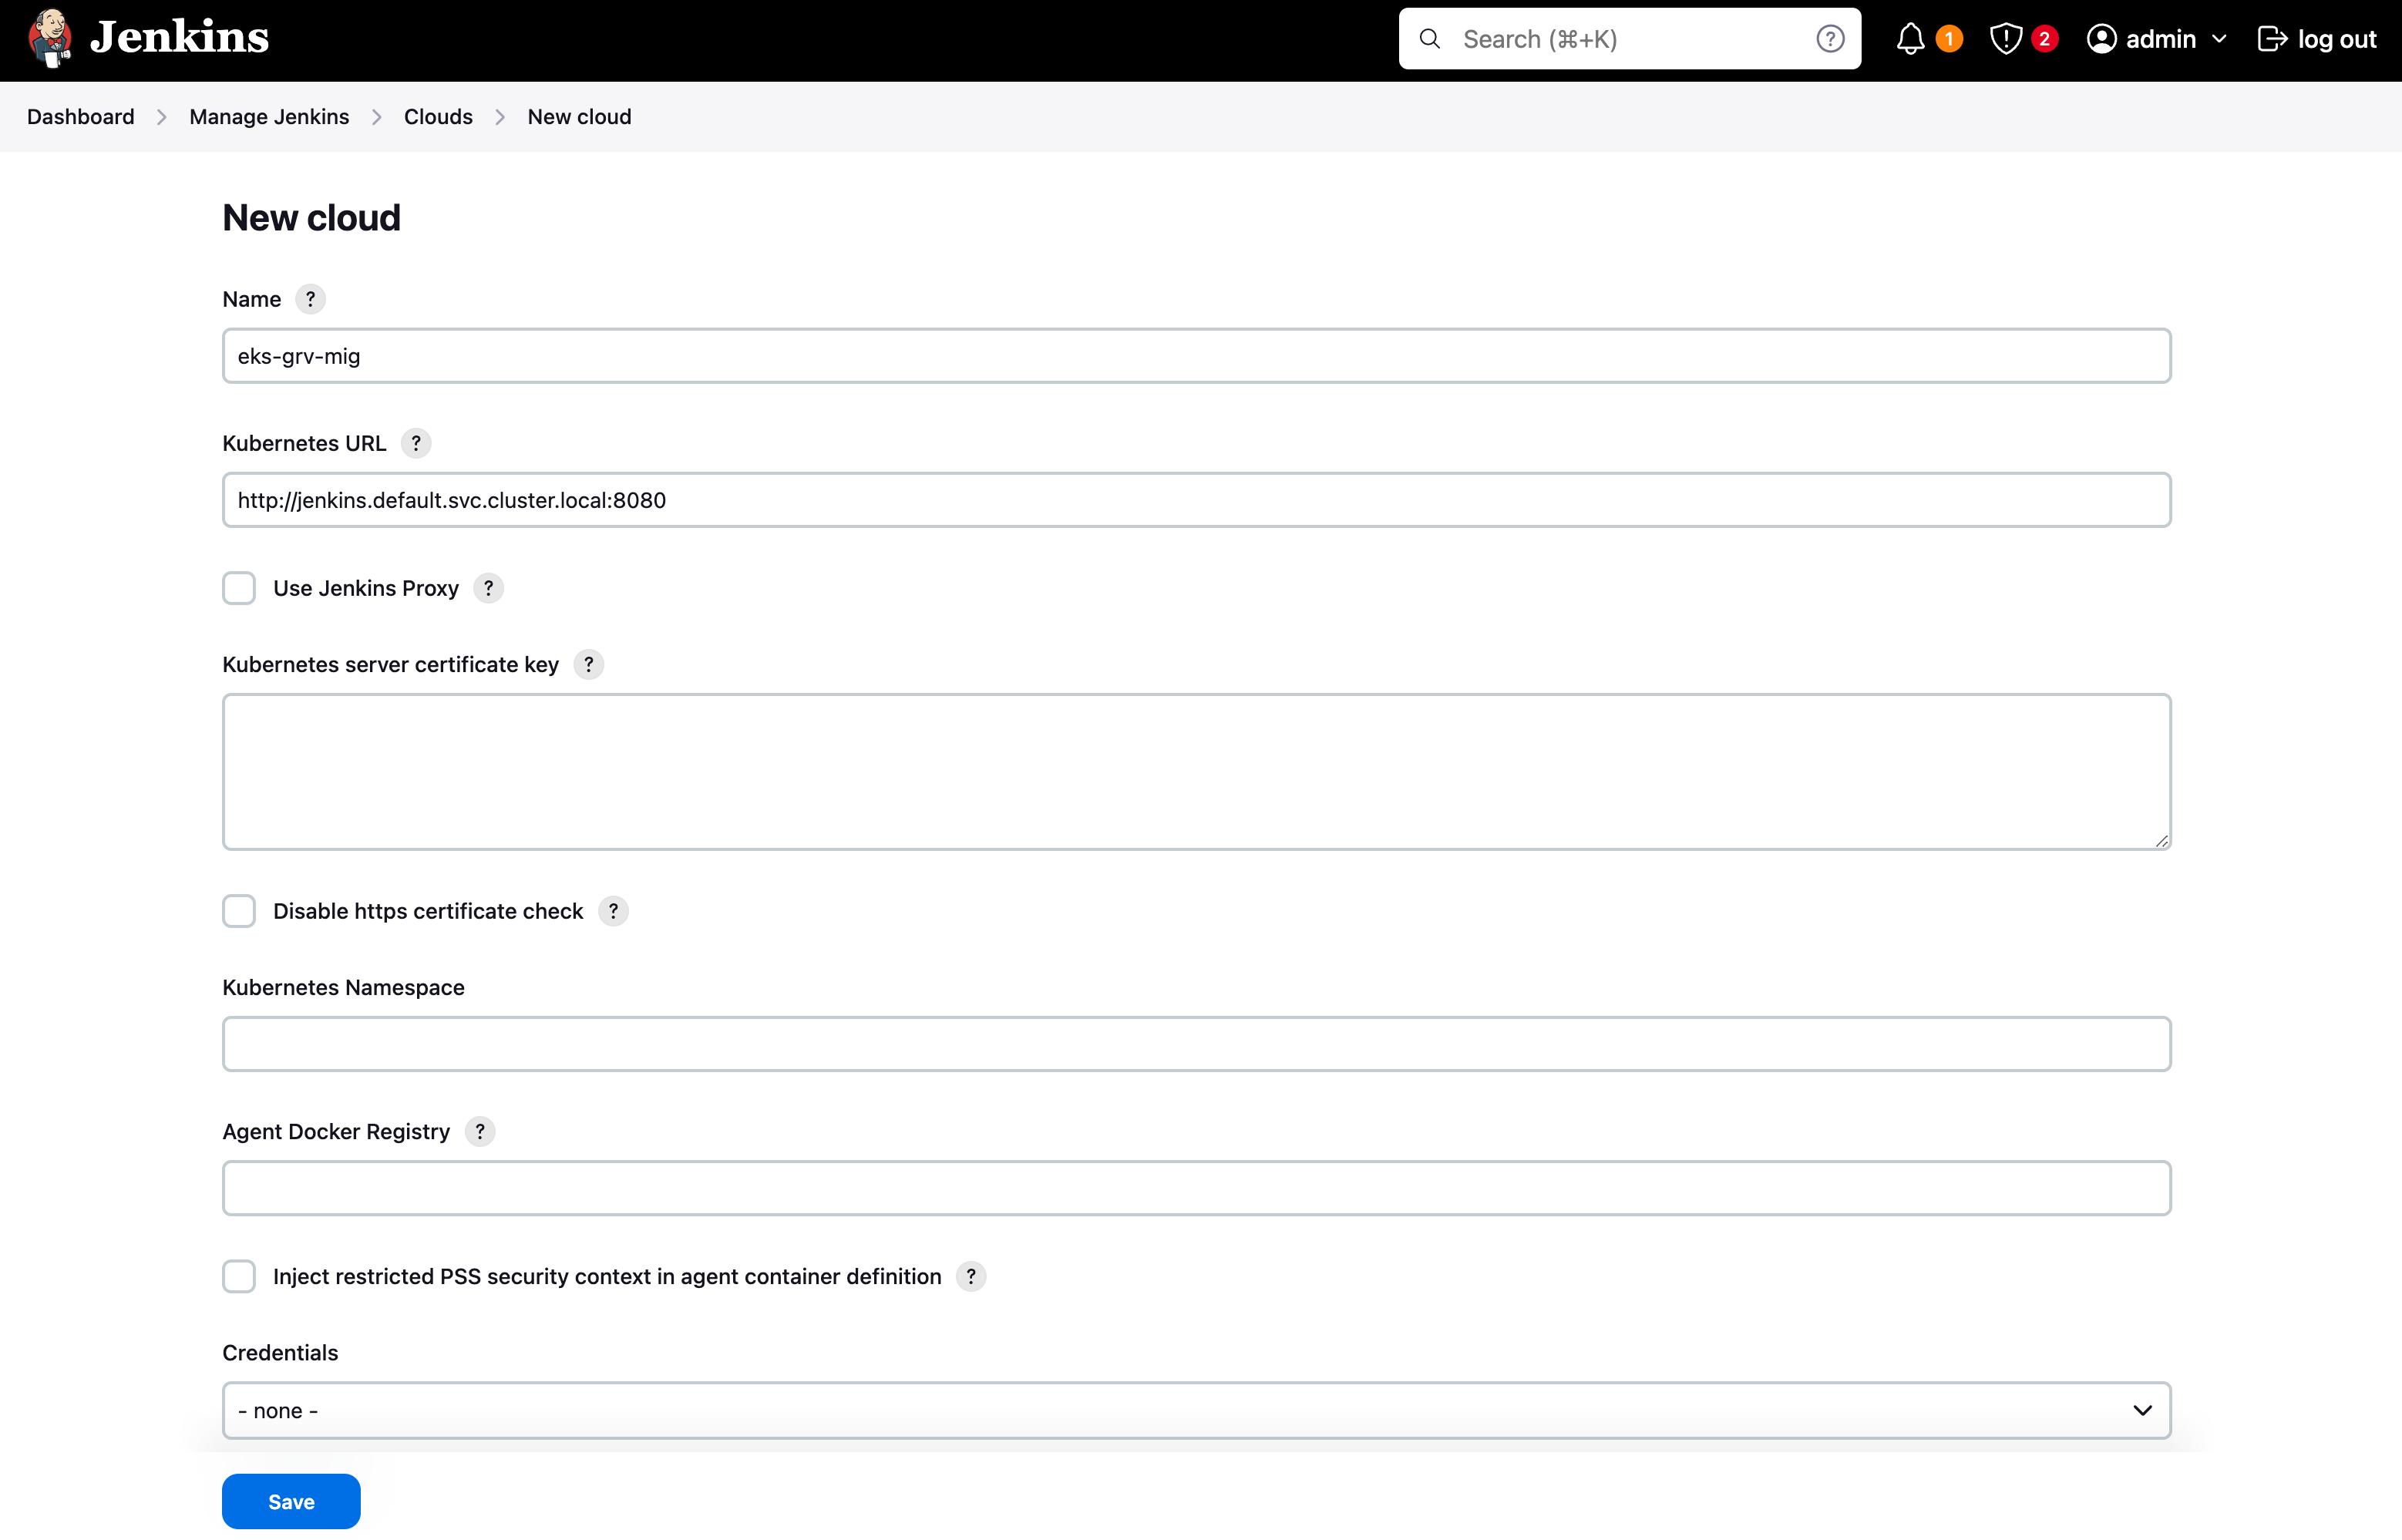 Jenkins
Search (⌘+K) ?
1
2
admin
log out
Dashboard > Manage Jenkins > Clouds > New cloud
New cloud
Name ?
eks-grv-mig
Kubernetes URL ?
http://jenkins.default.svc.cluster.local:8080
Use Jenkins Proxy ?
Kubernetes server certificate key ?
Disable https certificate check ?
Kubernetes Namespace
Agent Docker Registry ?
Inject restricted PSS security context in agent container definition ?
Credentials
- none -
Save